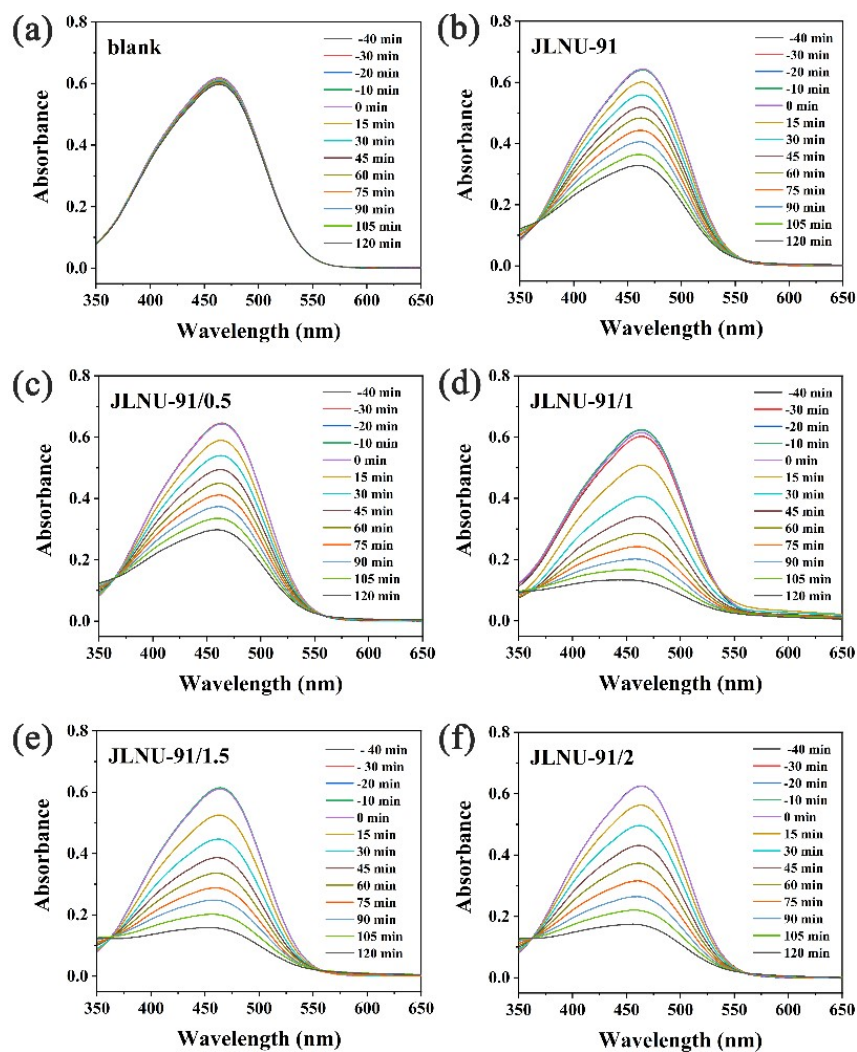 (a)
blank
0.8
0.6
0.4
0.2
0.0
Absorbance
350 400 450 500 550 600 650
Wavelength (nm)
-40 min
-30 min
-20 min
-10 min
0 min
15 min
30 min
45 min
60 min
75 min
90 min
105 min
120 min
(b)
JLNU-91
0.8
0.6
0.4
0.2
0.0
Absorbance
350 400 450 500 550 600 650
Wavelength (nm)
-40 min
-30 min
-20 min
-10 min
0 min
15 min
30 min
45 min
60 min
75 min
90 min
105 min
120 min
(c)
JLNU-91/0.5
0.8
0.6
0.4
0.2
0.0
Absorbance
350 400 450 500 550 600 650
Wavelength (nm)
-40 min
-30 min
-20 min
-10 min
0 min
15 min
30 min
45 min
60 min
75 min
90 min
105 min
120 min
(d)
JLNU-91/1
0.8
0.6
0.4
0.2
0.0
Absorbance
350 400 450 500 550 600 650
Wavelength (nm)
-40 min
-30 min
-20 min
-10 min
0 min
15 min
30 min
45 min
60 min
75 min
90 min
105 min
120 min
(e)
JLNU-91/1.5
0.8
0.6
0.4
0.2
0.0
Absorbance
350 400 450 500 550 600 650
Wavelength (nm)
- 40 min
- 30 min
-20 min
-10 min
0 min
15 min
30 min
45 min
60 min
75 min
90 min
105 min
120 min
(f)
JLNU-91/2
0.8
0.6
0.4
0.2
0.0
Absorbance
350 400 450 500 550 600 650
Wavelength (nm)
-40 min
-30 min
-20 min
-10 min
0 min
15 min
30 min
45 min
60 min
75 min
90 min
105 min
120 min